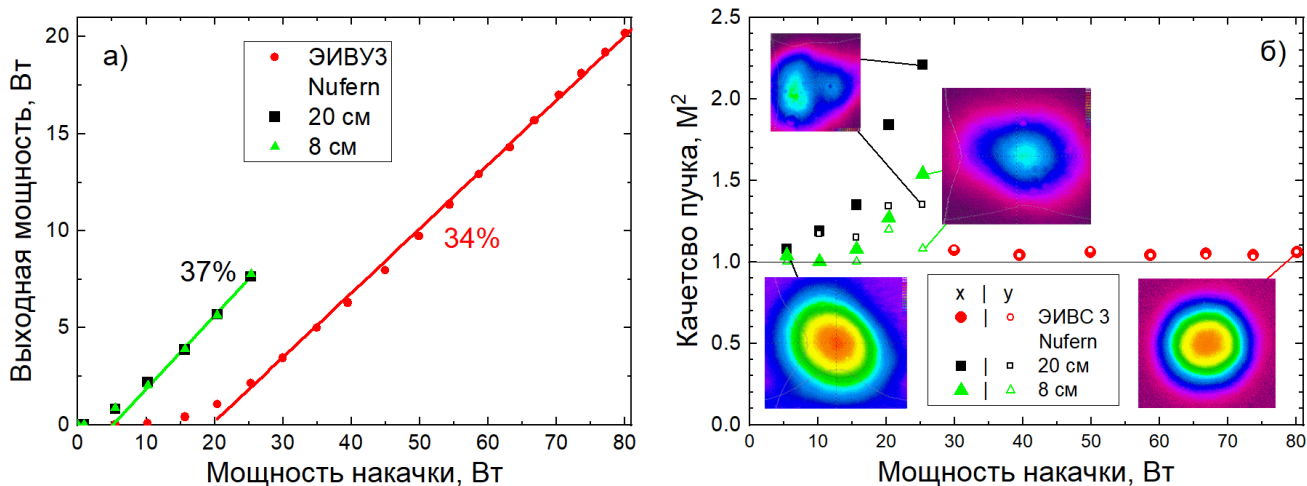 а)
Выходная мощность, Вт
20
15
10
5
0
ЭИВУЗ
Nufern
20 см
8 см
37%
34%
0 10 20 30 40 50 60 70 80
Мощность накачки, Вт
б)
Качетсво пучка, М²
2.5
2.0
1.5
1.0
0.5
0.0
x | y
| ЭИВС 3
Nufern
| 20 см
| 8 см
0 10 20 30 40 50 60 70 80
Мощность накачки, Вт